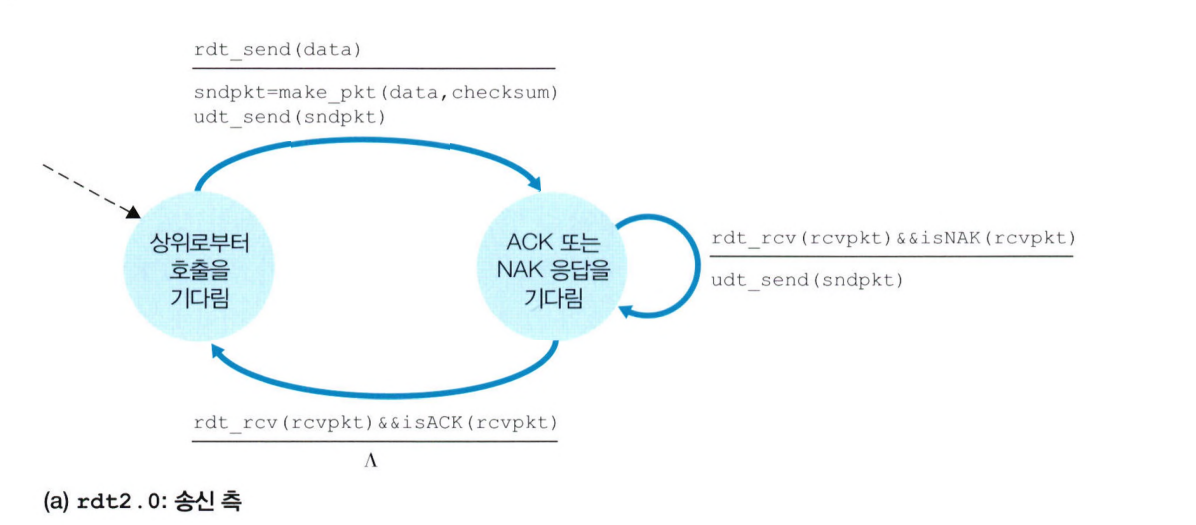 rdt_send(data)
sndpkt=make_pkt(data,checksum)
udt_send(sndpkt)
상위로부터
호출을
기다림
ACK 또는
NAK 응답을
기다림
rdt_rcv(rcvpkt)&&isNAK(rcvpkt)
udt_send(sndpkt)
rdt_rcv(rcvpkt)&&isACK(rcvpkt)
Λ
(a) rdt2.0: 송신 측